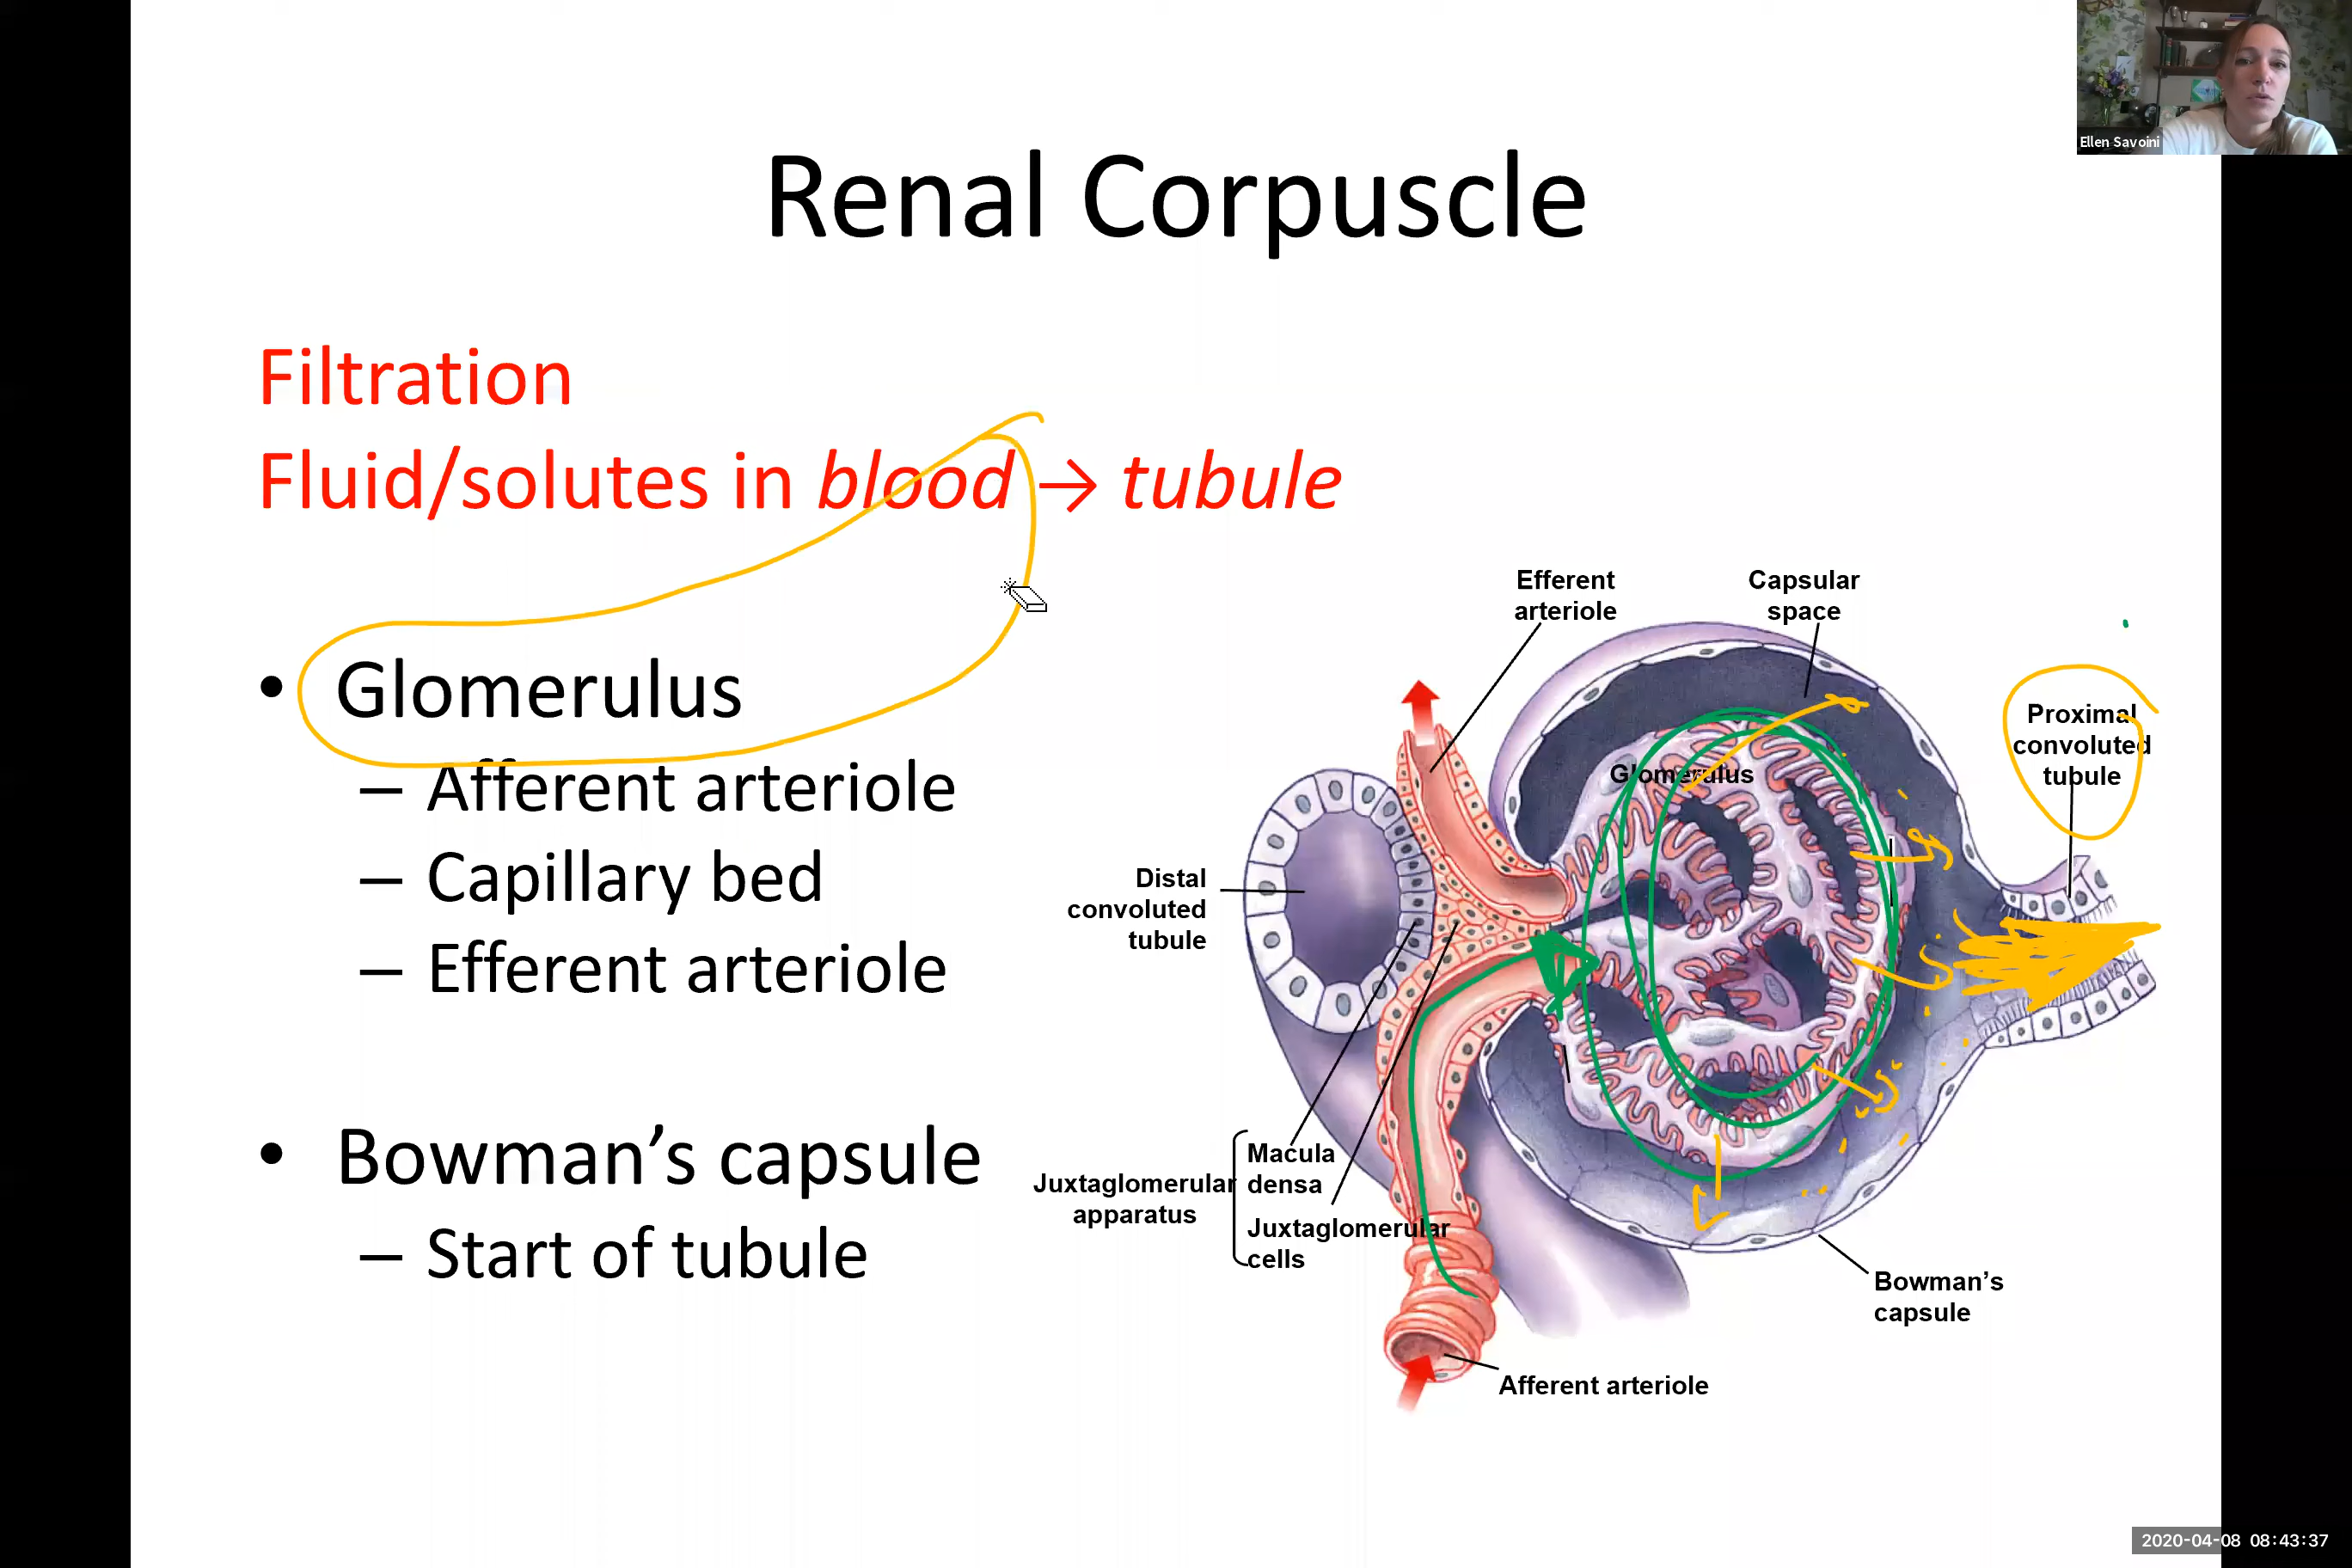 Ellen Savoini
Renal Corpuscle
Filtration
Fluid/solutes in blood → tubule
• Glomerulus
– Afferent arteriole
– Capillary bed
– Efferent arteriole
• Bowman’s capsule
– Start of tubule
Efferent
arteriole
Capsular
space
Proximal
convoluted
tubule
Glomerulus
Distal
convoluted
tubule
Juxtaglomerular
apparatus
Macula
densa
Juxtaglomerular
cells
Bowman’s
capsule
Afferent arteriole
2020-04-08 08:43:37